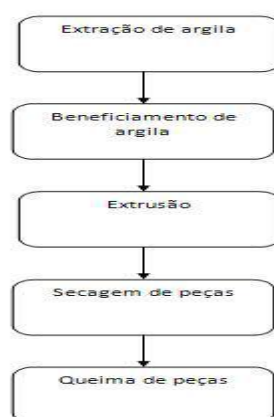 Extração de argila
Beneficiamento de
argila
Extrusão
Secagem de peças
Queima de peças